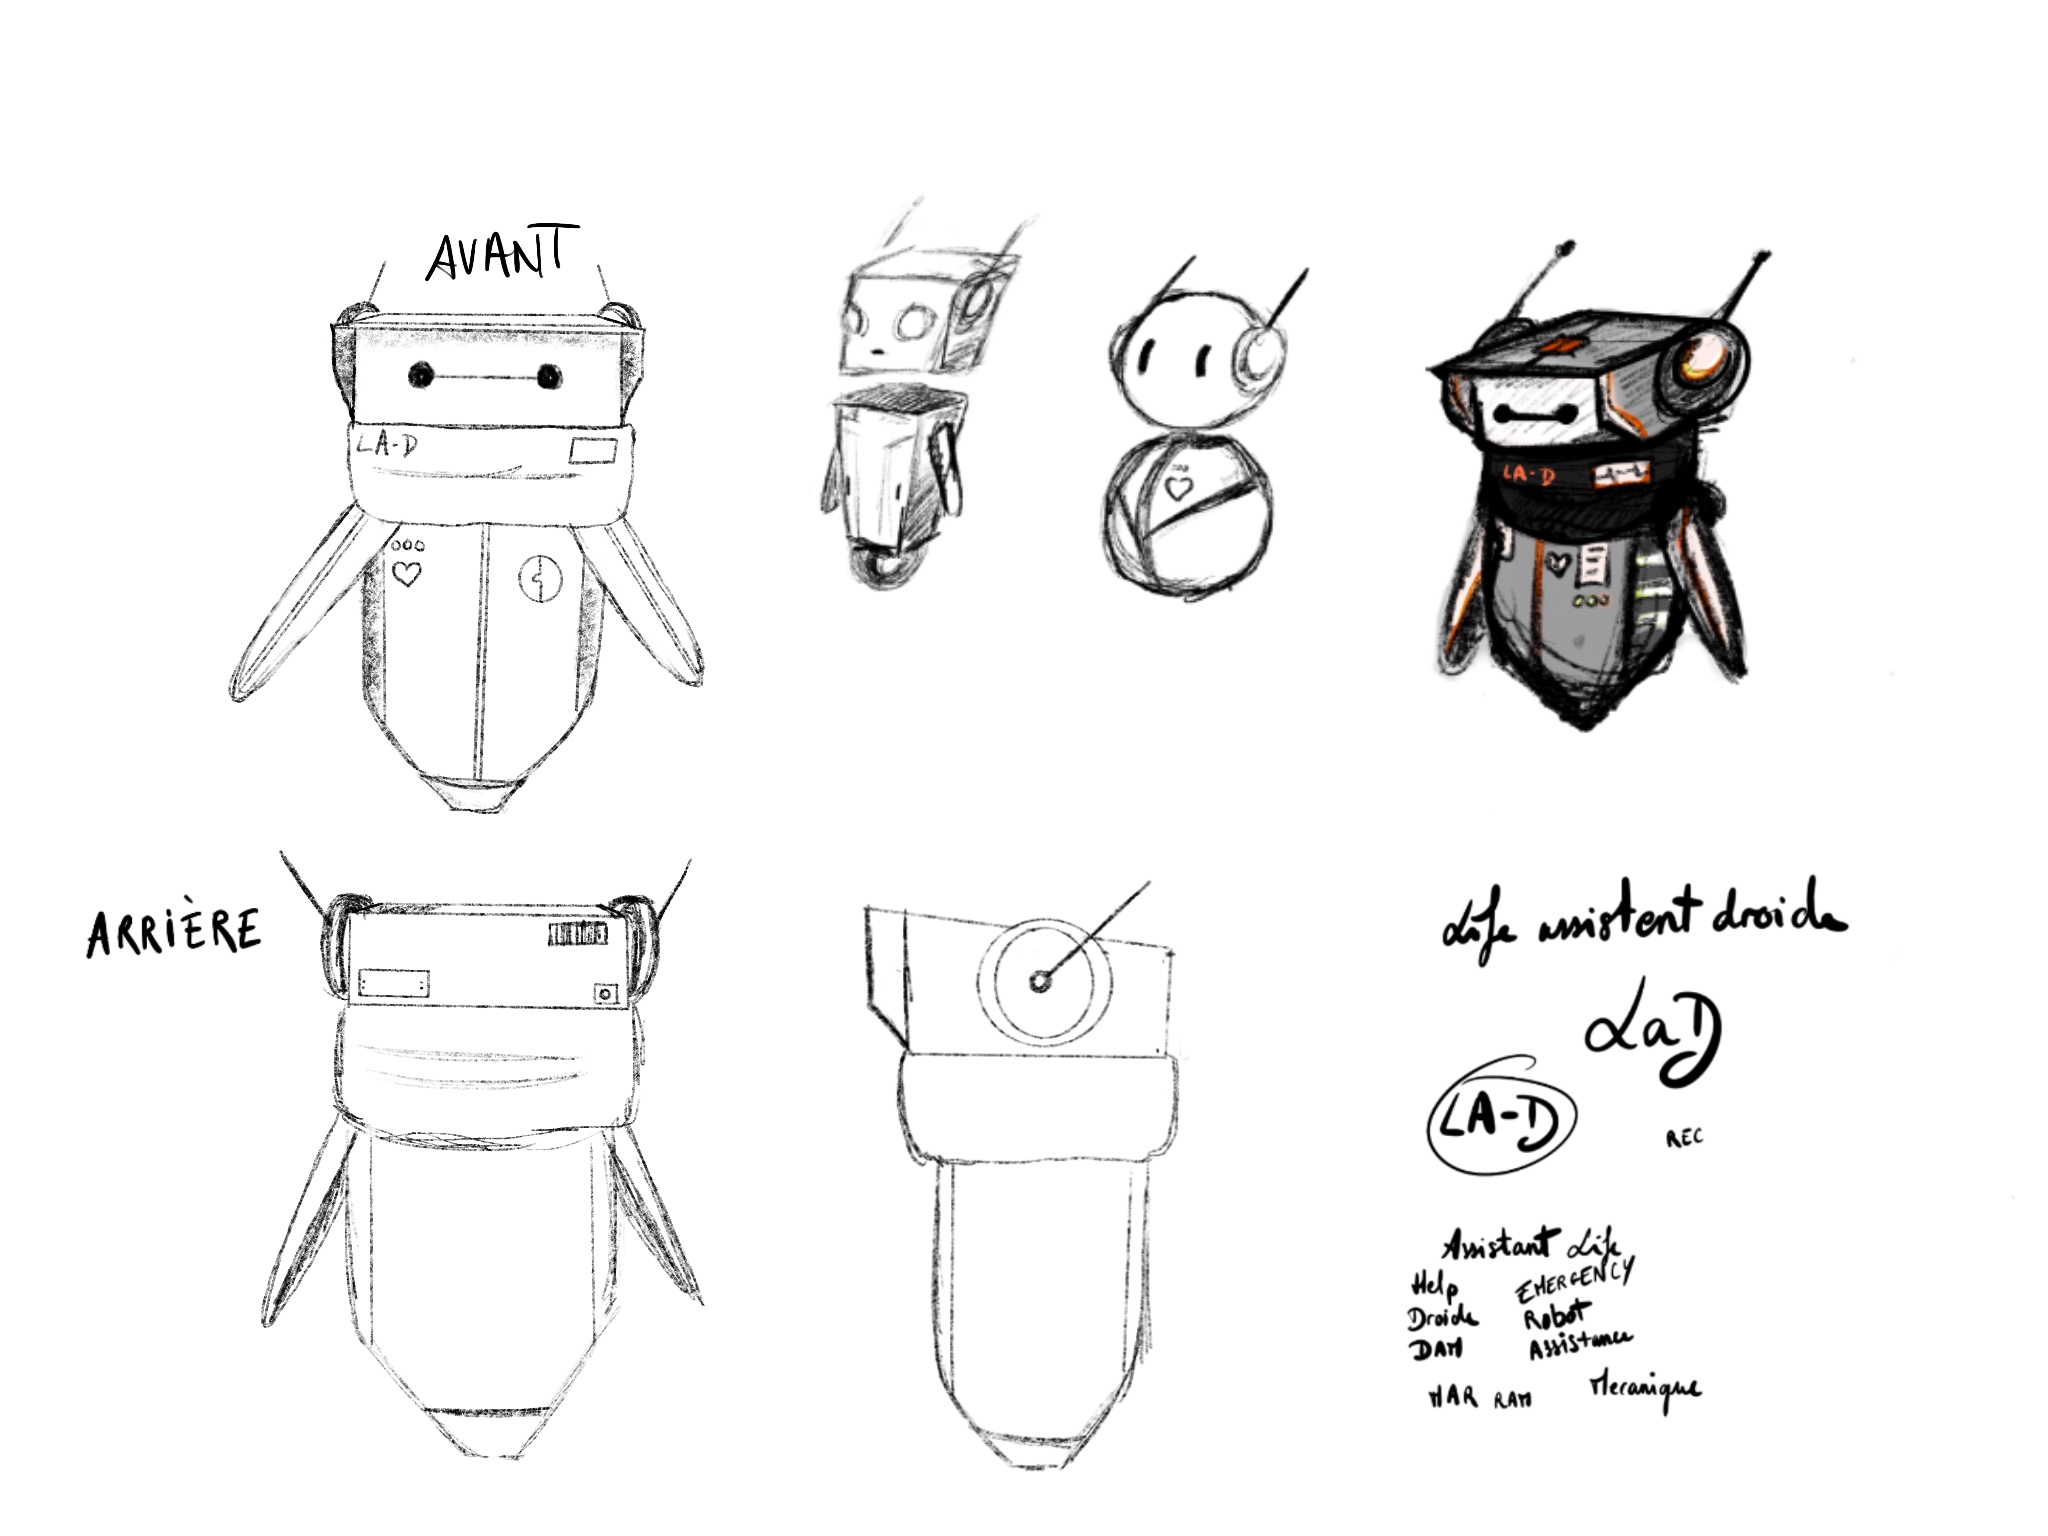 AVANT
LA-D
LA-D
ARRIÈRE
Life assistent droide
LaD
LA-D
REC
Assistant Life
Help EMERGENCY
Droide Robot
DAM Assistance
MAR RAM Mecanique